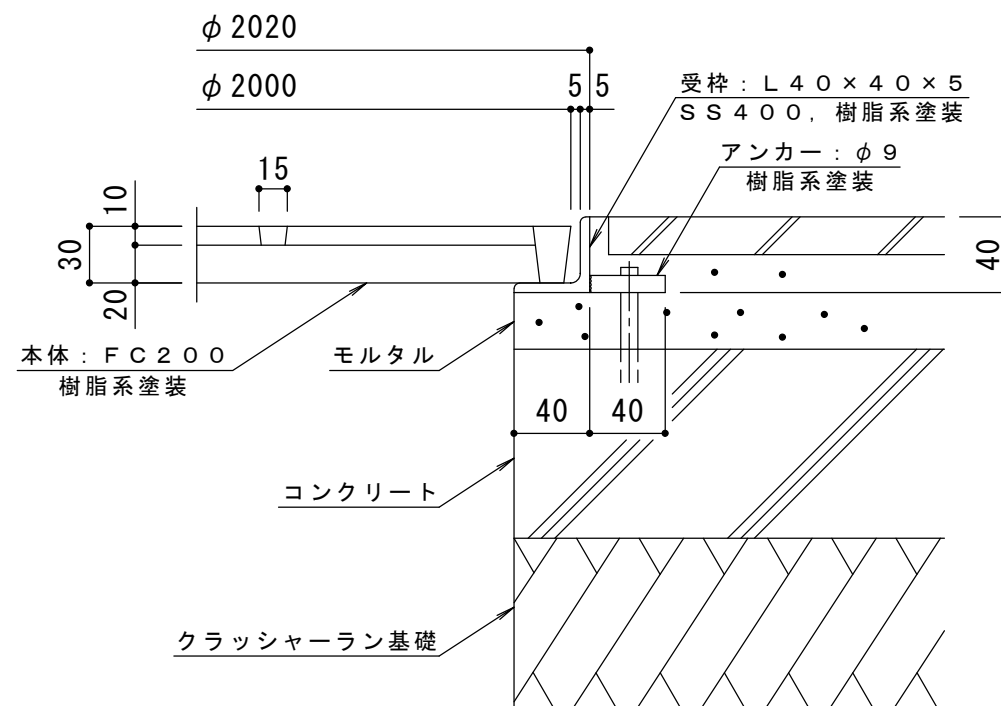 φ2020
φ2000
5
5
受枠：Ｌ４０×４０×５
ＳＳ４００，樹脂系塗装
アンカー：φ９
樹脂系塗装
15
10
30
20
40
本体：ＦＣ２００
樹脂系塗装
モルタル
40
40
コンクリート
クラッシャーラン基礎